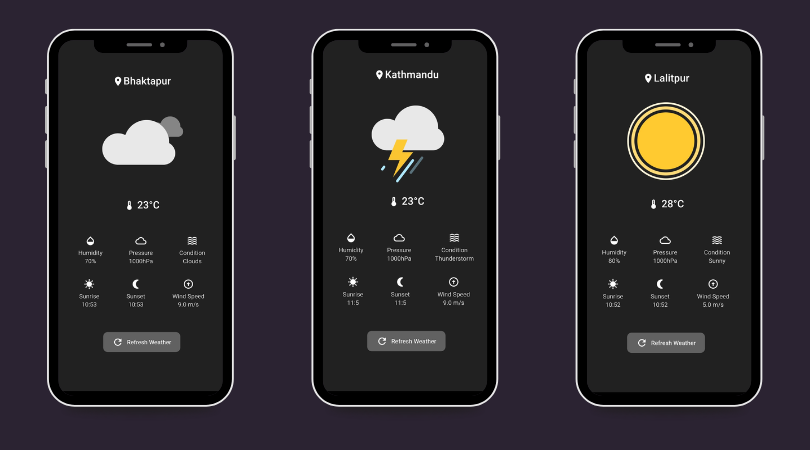 Bhaktapur
23°C
Humidity Pressure Condition
70% 1000hPa Clouds
Sunrise Sunset Wind Speed
10:53 10:53 9.0 m/s
Refresh Weather
Kathmandu
23°C
Humidity Pressure Condition
70% 1000hPa Thunderstorm
Sunrise Sunset Wind Speed
11:5 11:5 9.0 m/s
Refresh Weather
Lalitpur
28°C
Humidity Pressure Condition
80% 1000hPa Sunny
Sunrise Sunset Wind Speed
10:52 10:52 5.0 m/s
Refresh Weather